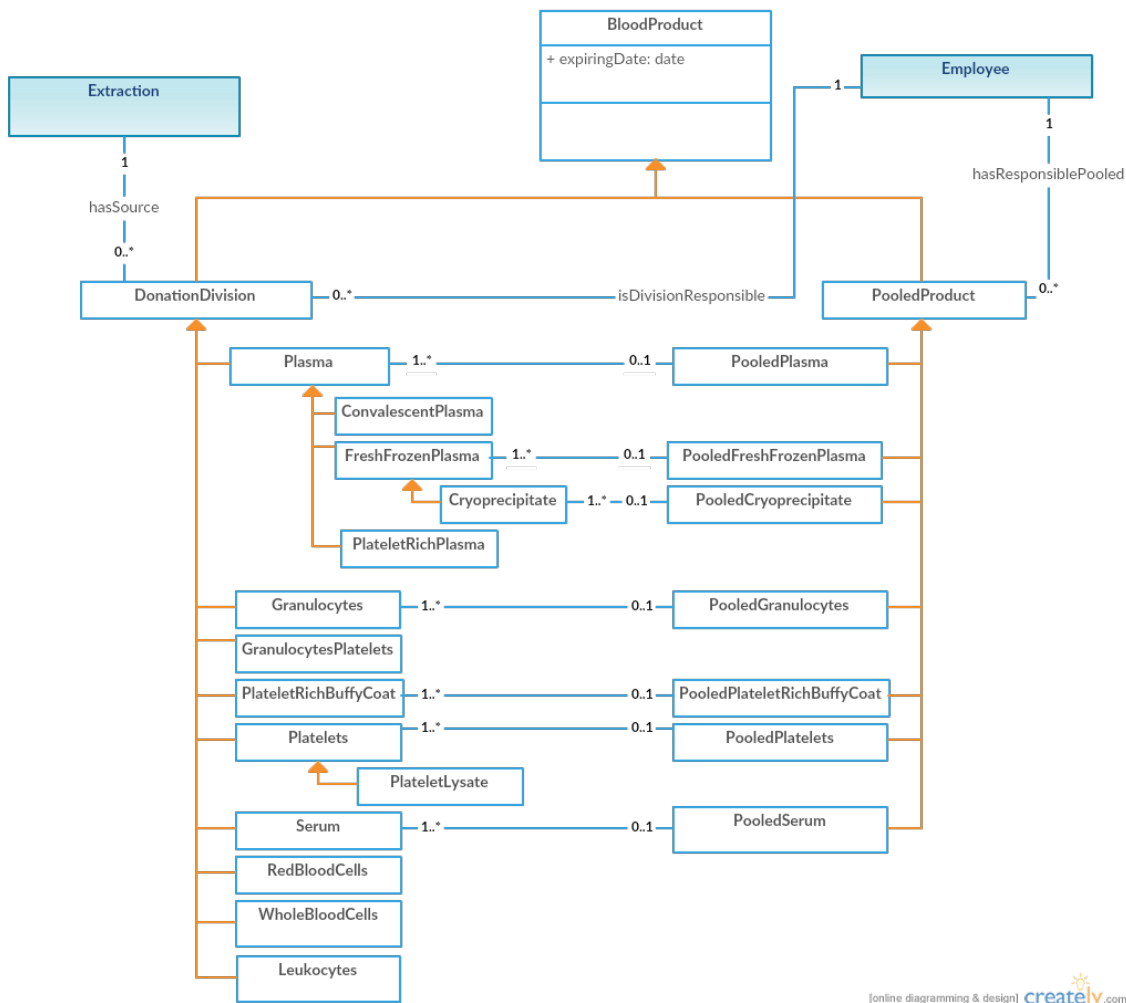 BloodProduct
+ expiringDate: date
Extraction
Employee
1
1
1
hasSource
hasResponsiblePooled
0..*
0..*
DonationDivision
0..*
isDivisionResponsible
PooledProduct
Plasma
1..*
0..1
PooledPlasma
ConvalescentPlasma
FreshFrozenPlasma
1..*
0..1
PooledFreshFrozenPlasma
Cryoprecipitate
1..*
0..1
PooledCryoprecipitate
PlateletRichPlasma
Granulocytes
1..*
0..1
PooledGranulocytes
GranulocytesPlatelets
PlateletRichBuffyCoat
1..*
0..1
PooledPlateletRichBuffyCoat
Platelets
1..*
0..1
PooledPlatelets
PlateletLysate
Serum
1..*
0..1
PooledSerum
RedBloodCells
WholeBloodCells
Leukocytes
[online diagramming & design] creately.com